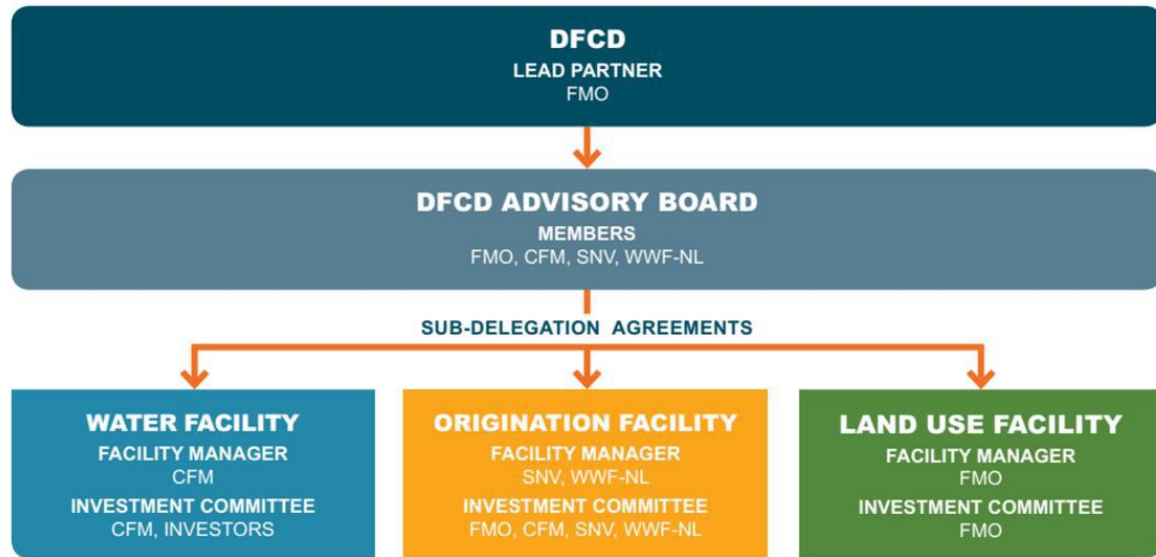 DFCD
LEAD PARTNER
FMO
DFCD ADVISORY BOARD
MEMBERS
FMO, CFM, SNV, WWF-NL
SUB-DELEGATION AGREEMENTS
WATER FACILITY
FACILITY MANAGER
CFM
INVESTMENT COMMITTEE
CFM, INVESTORS
ORIGINATION FACILITY
FACILITY MANAGER
SNV, WWF-NL
INVESTMENT COMMITTEE
FMO, CFM, SNV, WWF-NL
LAND USE FACILITY
FACILITY MANAGER
FMO
INVESTMENT COMMITTEE
FMO